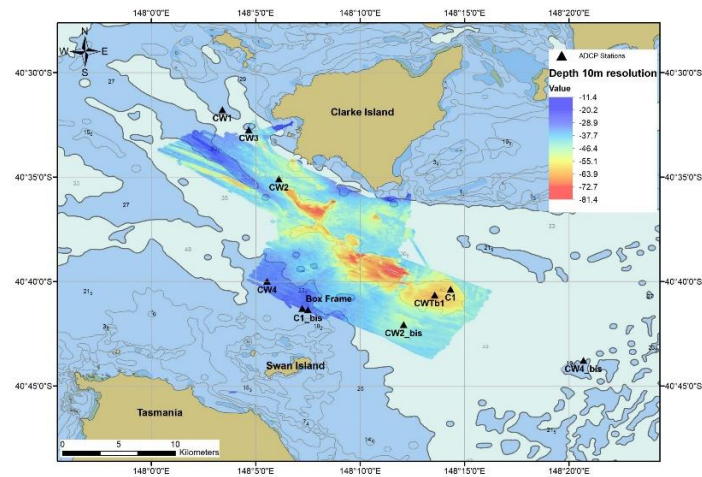 148°0'0"E 148°5'0"E 148°10'0"E 148°15'0"E 148°20'0"E
N
W E
S
ADCP Stations
Depth 10m resolution
Value
-11.4
-20.2
-28.9
-37.7
-46.4
-55.1
-63.9
-72.7
-81.4
40°30'0"S 40°30'0"S
27
29
CW1
Clarke Island
CW3
40°35'0"S 40°35'0"S
CW2
27
40°40'0"S 40°40'0"S
CW4
Box Frame
C1_bis
CWTb1
C1
CW2_bis
CW4_bis
Swan Island
40°45'0"S 40°45'0"S
Tasmania
0 5 10
Kilometers
148°0'0"E 148°5'0"E 148°10'0"E 148°15'0"E 148°20'0"E